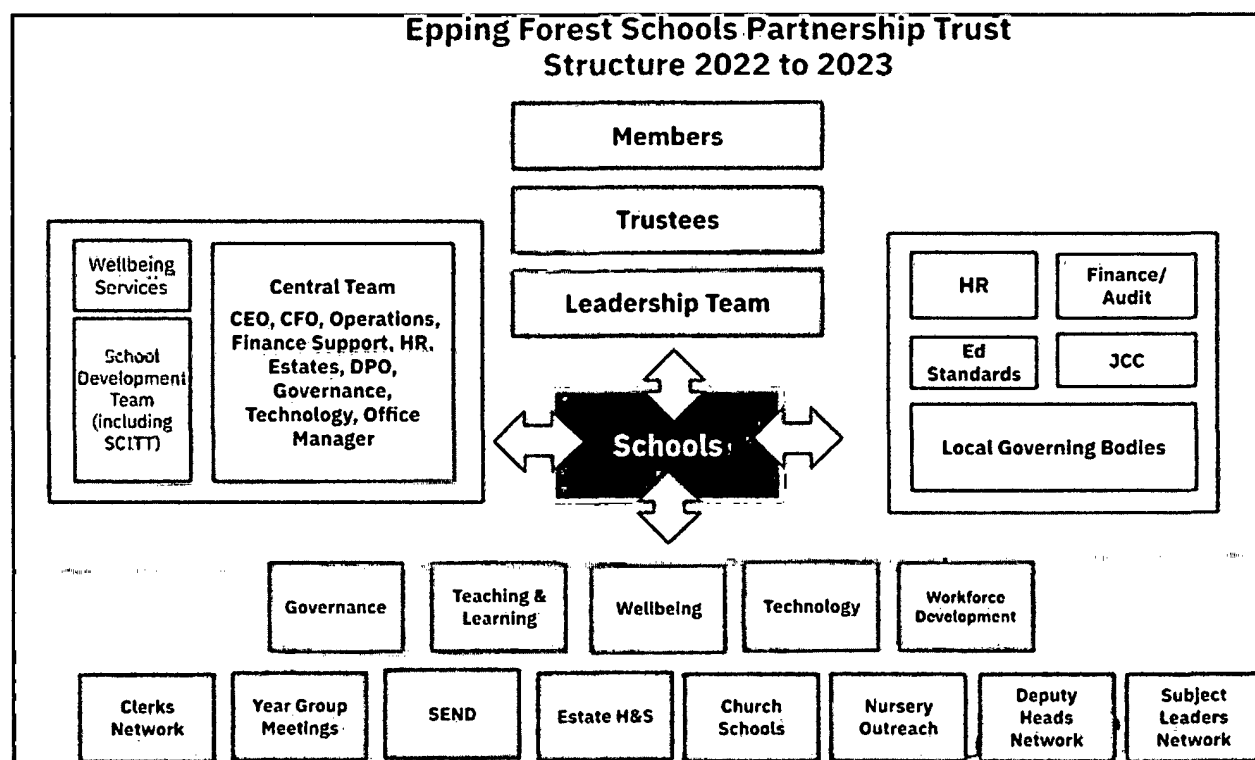 Epping Forest Schools Partnership Trust
Structure 2022 to 2023
Members
Trustees
Leadership Team
Wellbeing
Services
School
Development
Team
(including
SCITT)
Central Team
CEO, CFO, Operations,
Finance Support, HR,
Estates, DPO,
Governance,
Technology, Office
Manager
HR
Finance/
Audit
Ed
Standards
JCC
Local Governing Bodies
Schools
Governance
Teaching &
Learning
Wellbeing
Technology
Workforce
Development
Clerks
Network
Year Group
Meetings
SEND
Estate H&S
Church
Schools
Nursery
Outreach
Deputy
Heads
Network
Subject
Leaders
Network